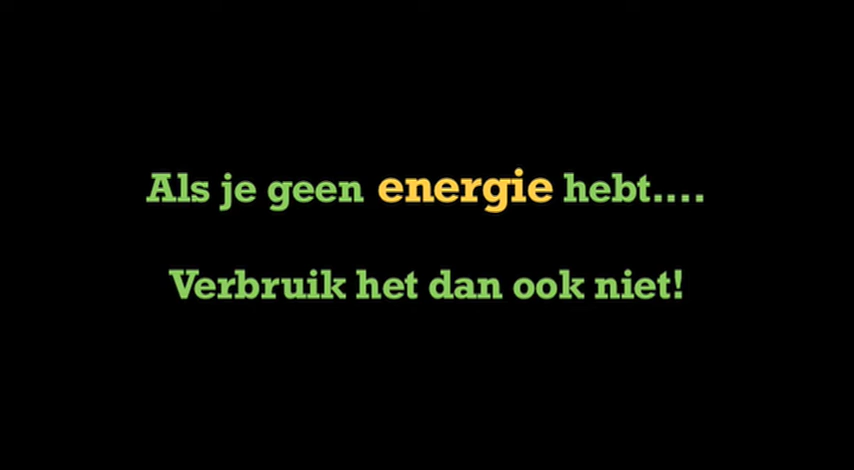 Als je geen energie hebt....
Verbruik het dan ook niet!